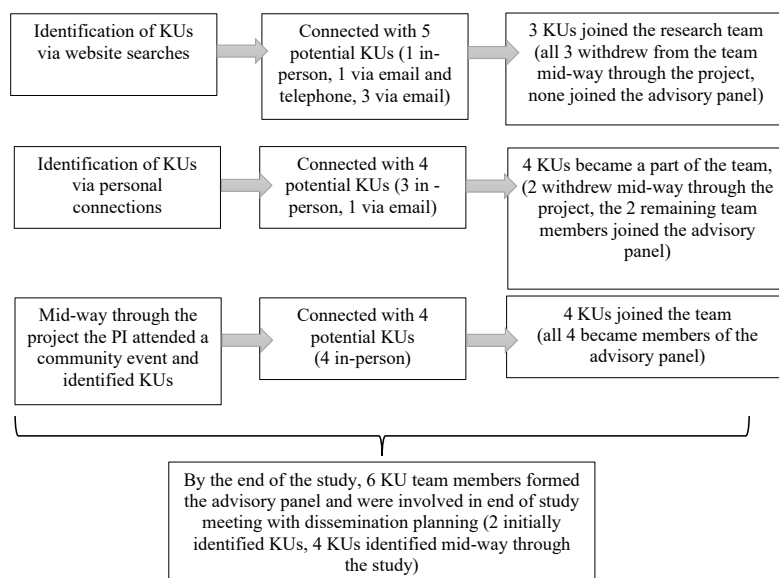 Identification of KUs
via website searches
Connected with 5
potential KUs (1 in-
person, 1 via email and
telephone, 3 via email)
3 KUs joined the research team
(all 3 withdrew from the team
mid-way through the project,
none joined the advisory panel)
Identification of KUs
via personal
connections
Connected with 4
potential KUs (3 in -
person, 1 via email)
4 KUs became a part of the team,
(2 withdrew mid-way through the
project, the 2 remaining team
members joined the advisory
panel)
Mid-way through the
project the PI attended a
community event and
identified KUs
Connected with 4
potential KUs
(4 in-person)
4 KUs joined the team
(all 4 became members of the
advisory panel)
By the end of the study, 6 KU team members formed
the advisory panel and were involved in end of study
meeting with dissemination planning (2 initially
identified KUs, 4 KUs identified mid-way through
the study)